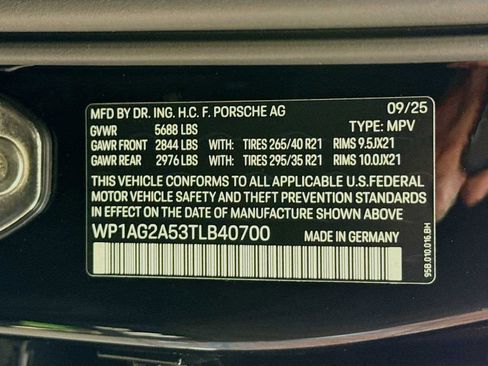 MFD BY DR. ING. H.C. F. PORSCHE AG 09/25
GVWR 5688 LBS TYPE: MPV
GAWR FRONT 2844 LBS WITH: TIRES 265/40 R21 RIMS 9.5JX21
GAWR REAR 2976 LBS WITH: TIRES 295/35 R21 RIMS 10.0JX21
THIS VEHICLE CONFORMS TO ALL APPLICABLE U.S.FEDERAL
MOTOR VEHICLE SAFETY AND THEFT PREVENTION STANDARDS
IN EFFECT ON THE DATE OF MANUFACTURE SHOWN ABOVE
WP1AG2A53TLB40700 MADE IN GERMANY
95B.010.016.BH